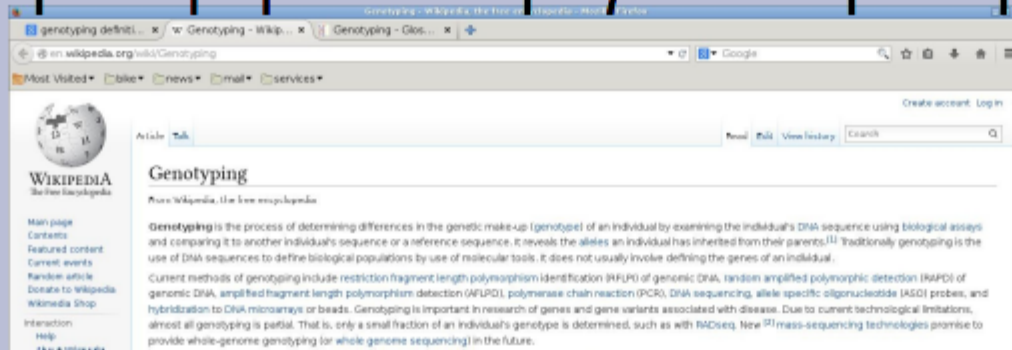 Genotyping - Wikipedia, the free encyclopedia - Mozilla Firefox
genotyping definiti... × W Genotyping - Wikip... × Genotyping - Glos... ×
en.wikipedia.org/wiki/Genotyping Google
Most Visited bike news mail services
Create account Log in
Article Talk Read Edit View history Search
WIKIPEDIA
The Free Encyclopedia
Genotyping
From Wikipedia, the free encyclopedia
Main page
Contents
Featured content
Current events
Random article
Donate to Wikipedia
Wikimedia Shop
Interaction
Help
About Wikipedia
Genotyping is the process of determining differences in the genetic make-up (genotype) of an individual by examining the individual's DNA sequence using biological assays
and comparing it to another individual's sequence or a reference sequence. It reveals the alleles an individual has inherited from their parents.[1] Traditionally genotyping is the
use of DNA sequences to define biological populations by use of molecular tools. It does not usually involve defining the genes of an individual.
Current methods of genotyping include restriction fragment length polymorphism identification (RFLPI) of genomic DNA, random amplified polymorphic detection (RAPD) of
genomic DNA, amplified fragment length polymorphism detection (AFLPD), polymerase chain reaction (PCR), DNA sequencing, allele specific oligonucleotide (ASO) probes, and
hybridization to DNA microarrays or beads. Genotyping is important in research of genes and gene variants associated with disease. Due to current technological limitations,
almost all genotyping is partial. That is, only a small fraction of an individual's genotype is determined, such as with RADseq. New [2] mass-sequencing technologies promise to
provide whole-genome genotyping (or whole genome sequencing) in the future.